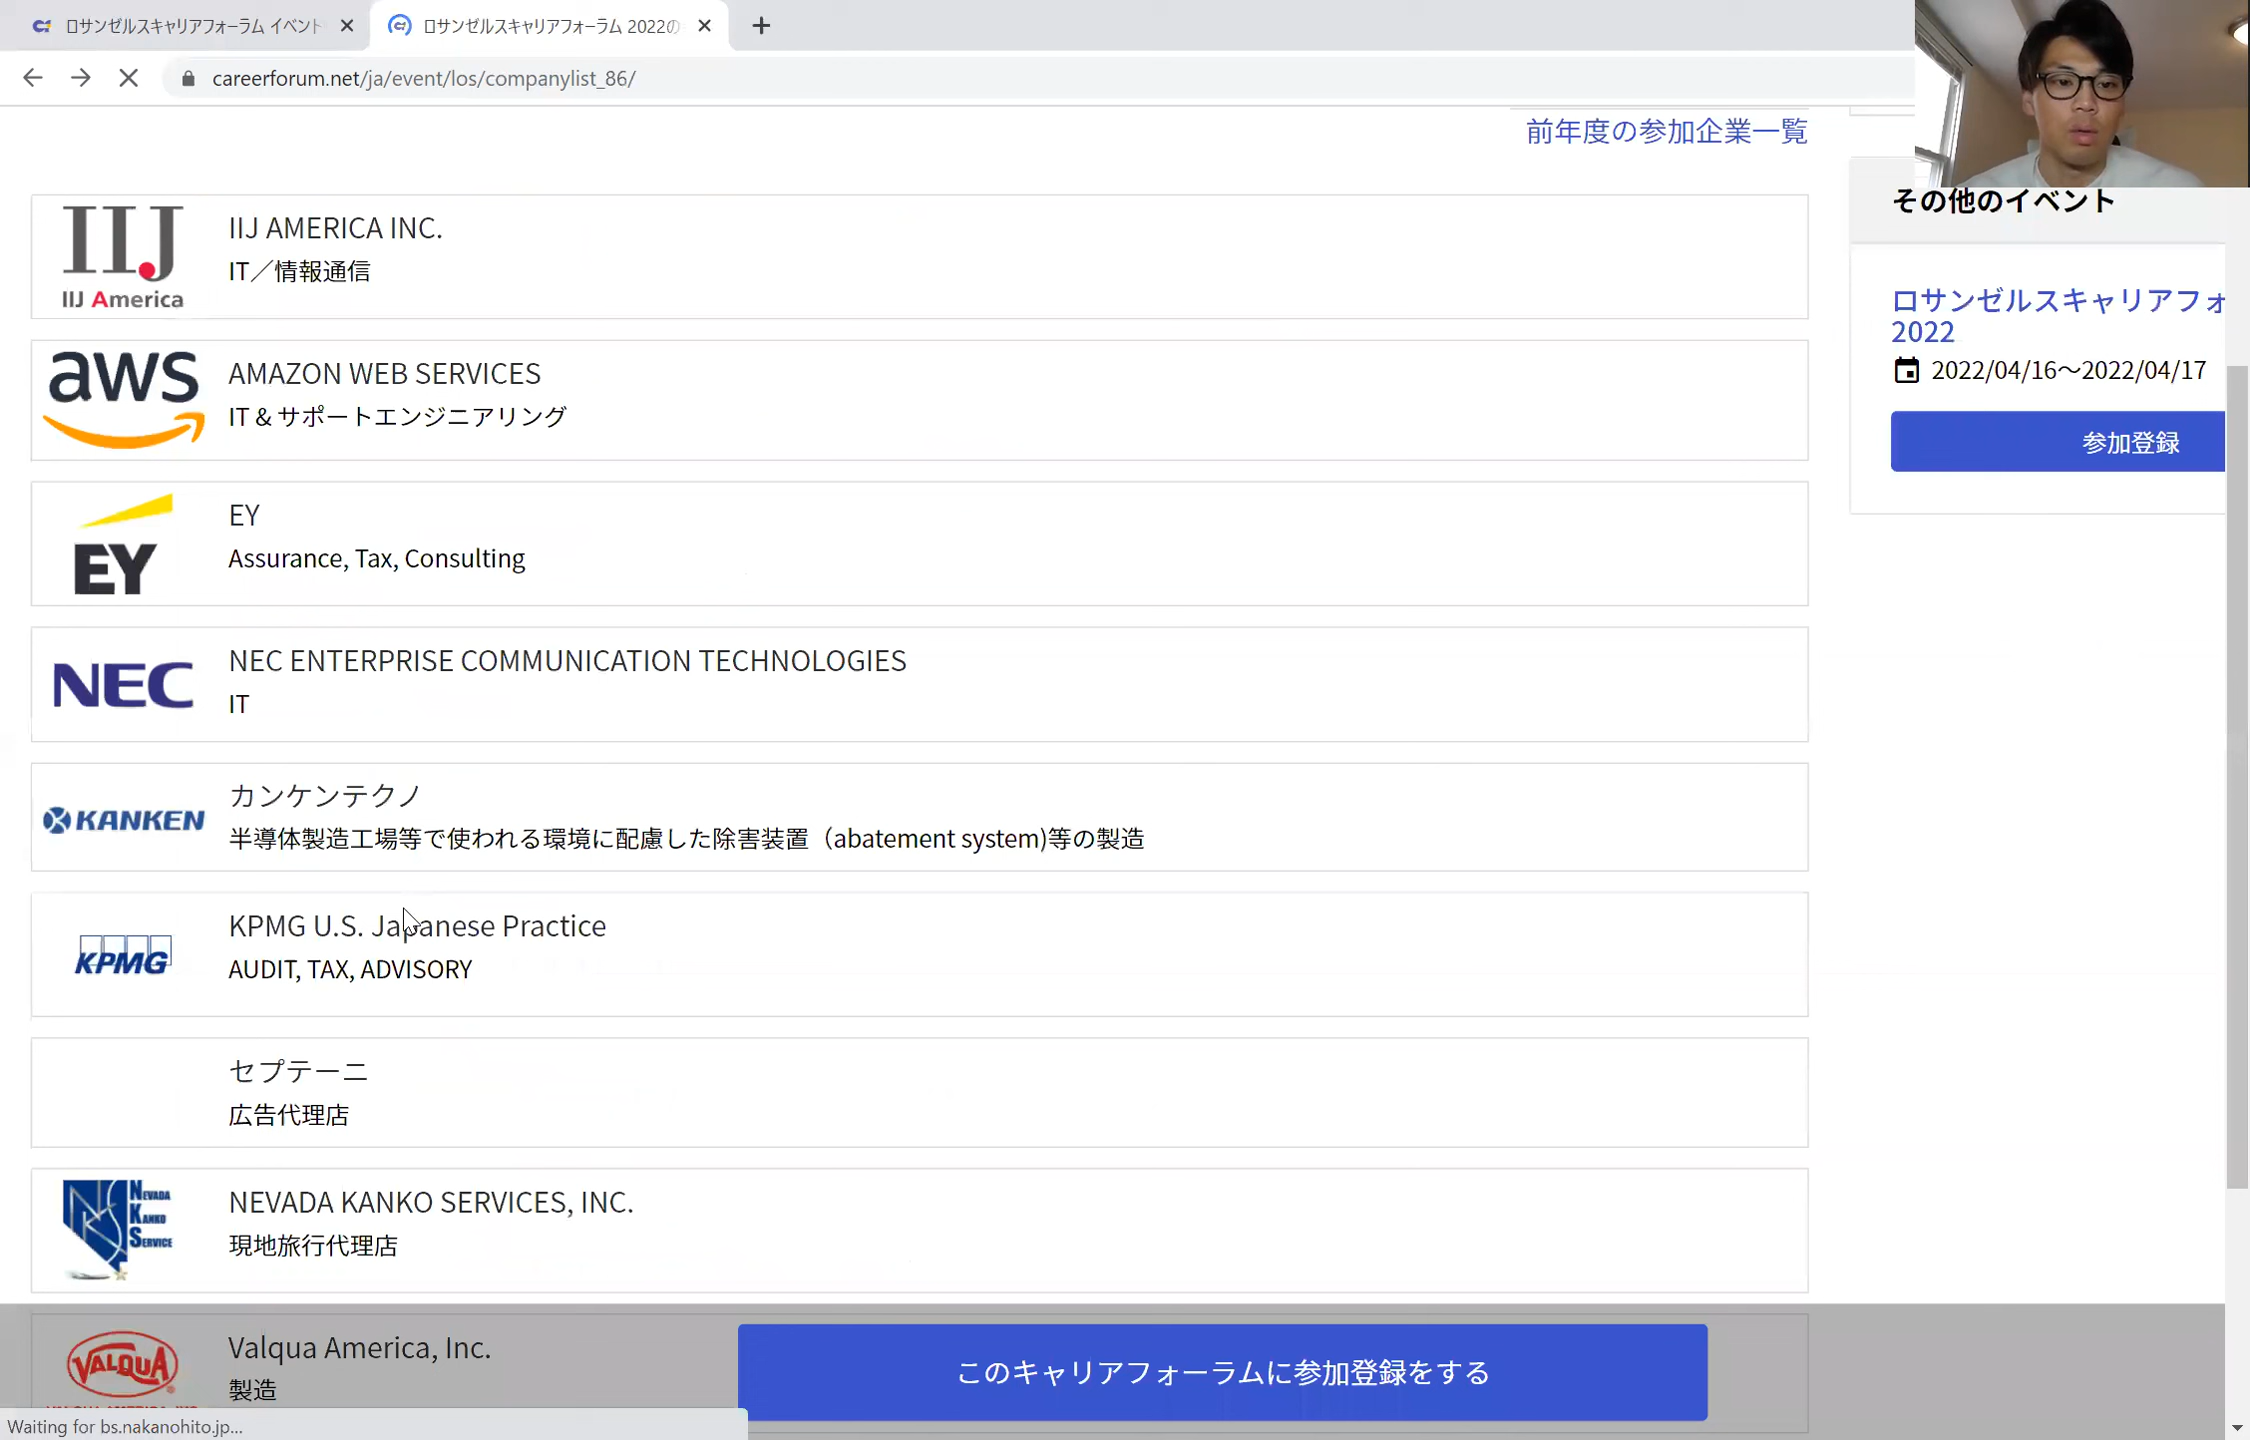 ロサンゼルスキャリアフォーラム イベント
ロサンゼルスキャリアフォーラム 2022の
careerforum.net/ja/event/los/companylist_86/
前年度の参加企業一覧
IIJ
IIJ America
IIJ AMERICA INC.
IT／情報通信
aws
AMAZON WEB SERVICES
IT & サポートエンジニアリング
EY
EY
Assurance, Tax, Consulting
NEC
NEC ENTERPRISE COMMUNICATION TECHNOLOGIES
IT
KANKEN
カンケンテクノ
半導体製造工場等で使われる環境に配慮した除害装置（abatement system)等の製造
KPMG
KPMG U.S. Japanese Practice
AUDIT, TAX, ADVISORY
セプテーニ
広告代理店
NEVADA
KANKO
SERVICE
NEVADA KANKO SERVICES, INC.
現地旅行代理店
VALQUA
Valqua America, Inc.
製造
このキャリアフォーラムに参加登録をする
その他のイベント
ロサンゼルスキャリアフォ
2022
2022/04/16～2022/04/17
参加登録
Waiting for bs.nakanohito.jp...